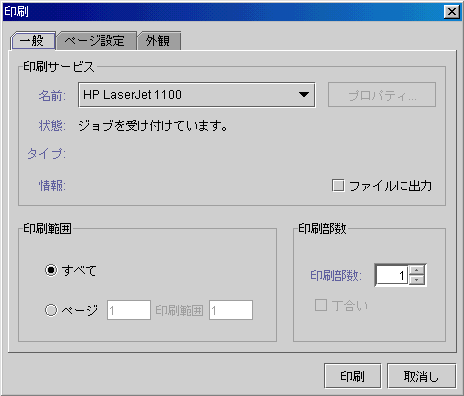 印刷
一般 ページ設定 外観
印刷サービス
名前: HP LaserJet 1100 プロパティ...
状態: ジョブを受け付けています。
タイプ:
情報: ファイルに出力
印刷範囲 印刷部数
すべて
印刷部数: 1
ページ 1 印刷範囲 1 丁合い
印刷 取消し